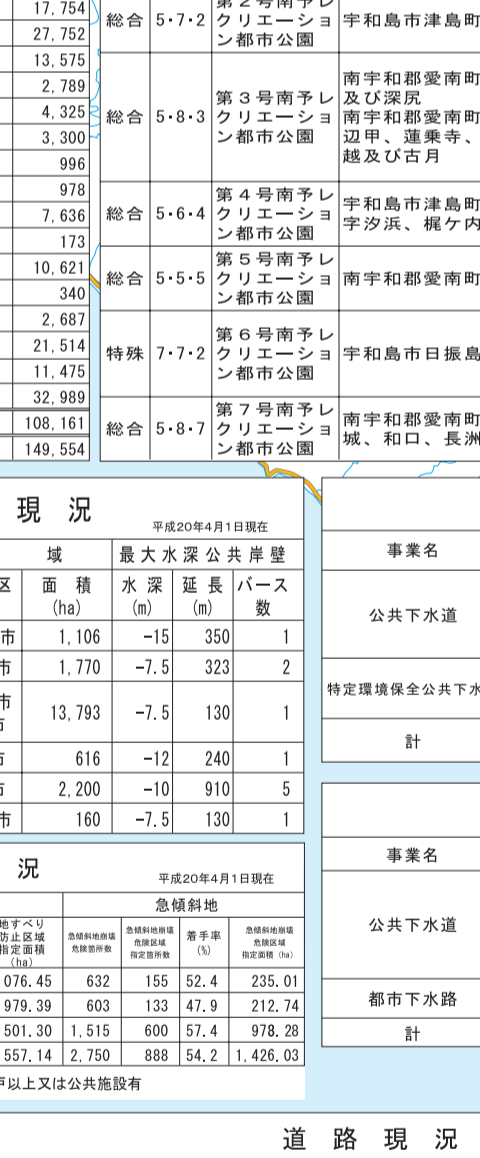 17,754
27,752
13,575
2,789
4,325
3,300
996
978
7,636
173
10,621
340
2,687
21,514
11,475
32,989
108,161
149,554
総合 5・7・2 第2号南予レクリエーション都市公園 宇和島市津島町
総合 5・8・3 第3号南予レクリエーション都市公園 南宇和郡愛南町
及び深尻
南宇和郡愛南町
辺甲、蓮乗寺、
越及び古月
総合 5・6・4 第4号南予レクリエーション都市公園 宇和島市津島町
字汐浜、梶ケ内
総合 5・5・5 第5号南予レクリエーション都市公園 南宇和郡愛南町
特殊 7・7・2 第6号南予レクリエーション都市公園 宇和島市日振島
総合 5・8・7 第7号南予レクリエーション都市公園 南宇和郡愛南町
城、和口、長洲
現況
平成20年4月1日現在
域 最大水深公共岸壁
区 面積(ha) 水深(m) 延長(m) バース数
市 1,106 -15 350 1
市 1,770 -7.5 323 2
市
市 13,793 -7.5 130 1
市 616 -12 240 1
市 2,200 -10 910 5
市 160 -7.5 130 1
況
平成20年4月1日現在
急傾斜地
地すべり防止区域指定面積(ha) 急傾斜地崩壊危険箇所数 急傾斜地崩壊危険区域指定箇所数 着手率(%) 急傾斜地崩壊危険区域指定面積(ha)
076.45 632 155 52.4 235.01
979.39 603 133 47.9 212.74
501.30 1,515 600 57.4 978.28
557.14 2,750 888 54.2 1,426.03
戸以上又は公共施設有
事業名
公共下水道
特定環境保全公共下水
計
事業名
公共下水道
都市下水路
計
道路現況